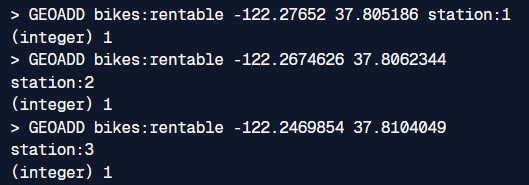 > GEOADD bikes:rentable -122.27652 37.805186 station:1
(integer) 1
> GEOADD bikes:rentable -122.2674626 37.8062344
station:2
(integer) 1
> GEOADD bikes:rentable -122.2469854 37.8104049
station:3
(integer) 1